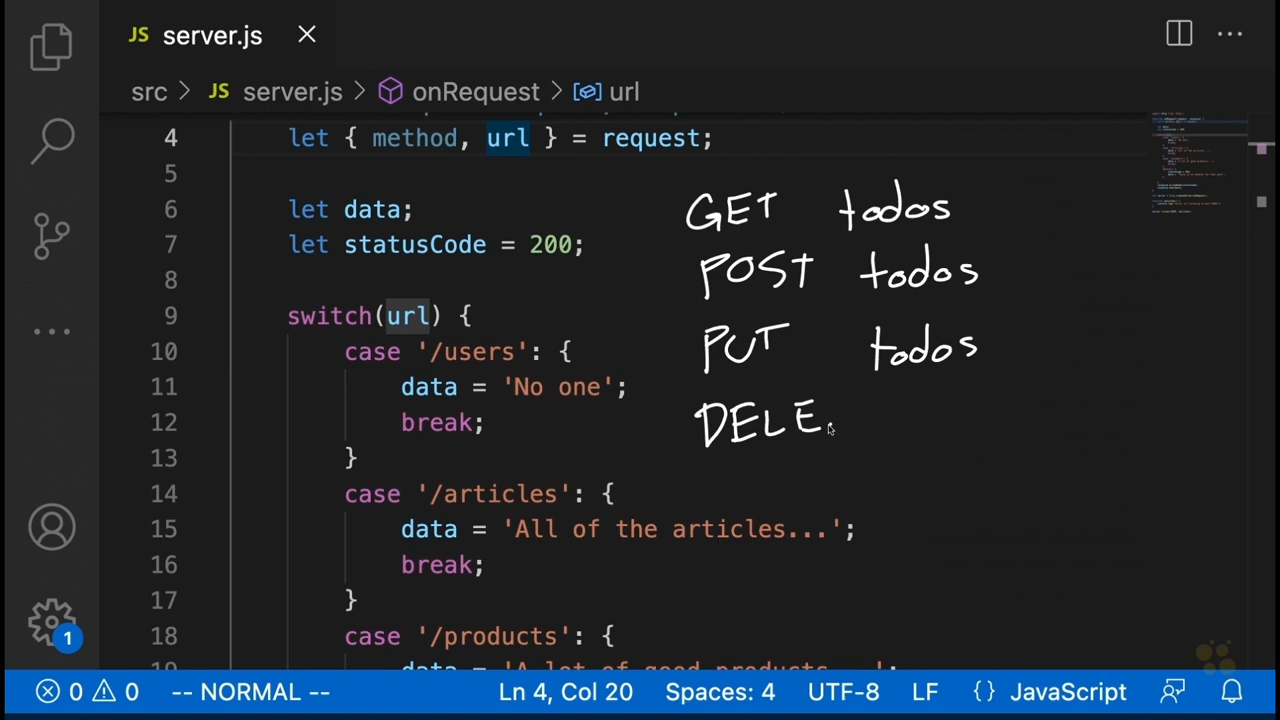 JS server.js
src > JS server.js > onRequest > url
4 let { method, url } = request;
5
6 let data;
7 let statusCode = 200;
8
9 switch(url) {
10 case '/users': {
11 data = 'No one';
12 break;
13 }
14 case '/articles': {
15 data = 'All of the articles...';
16 break;
17 }
18 case '/products': {
GET todos
POST todos
PUT todos
DELE
1
0 0 -- NORMAL -- Ln 4, Col 20 Spaces: 4 UTF-8 LF {} JavaScript